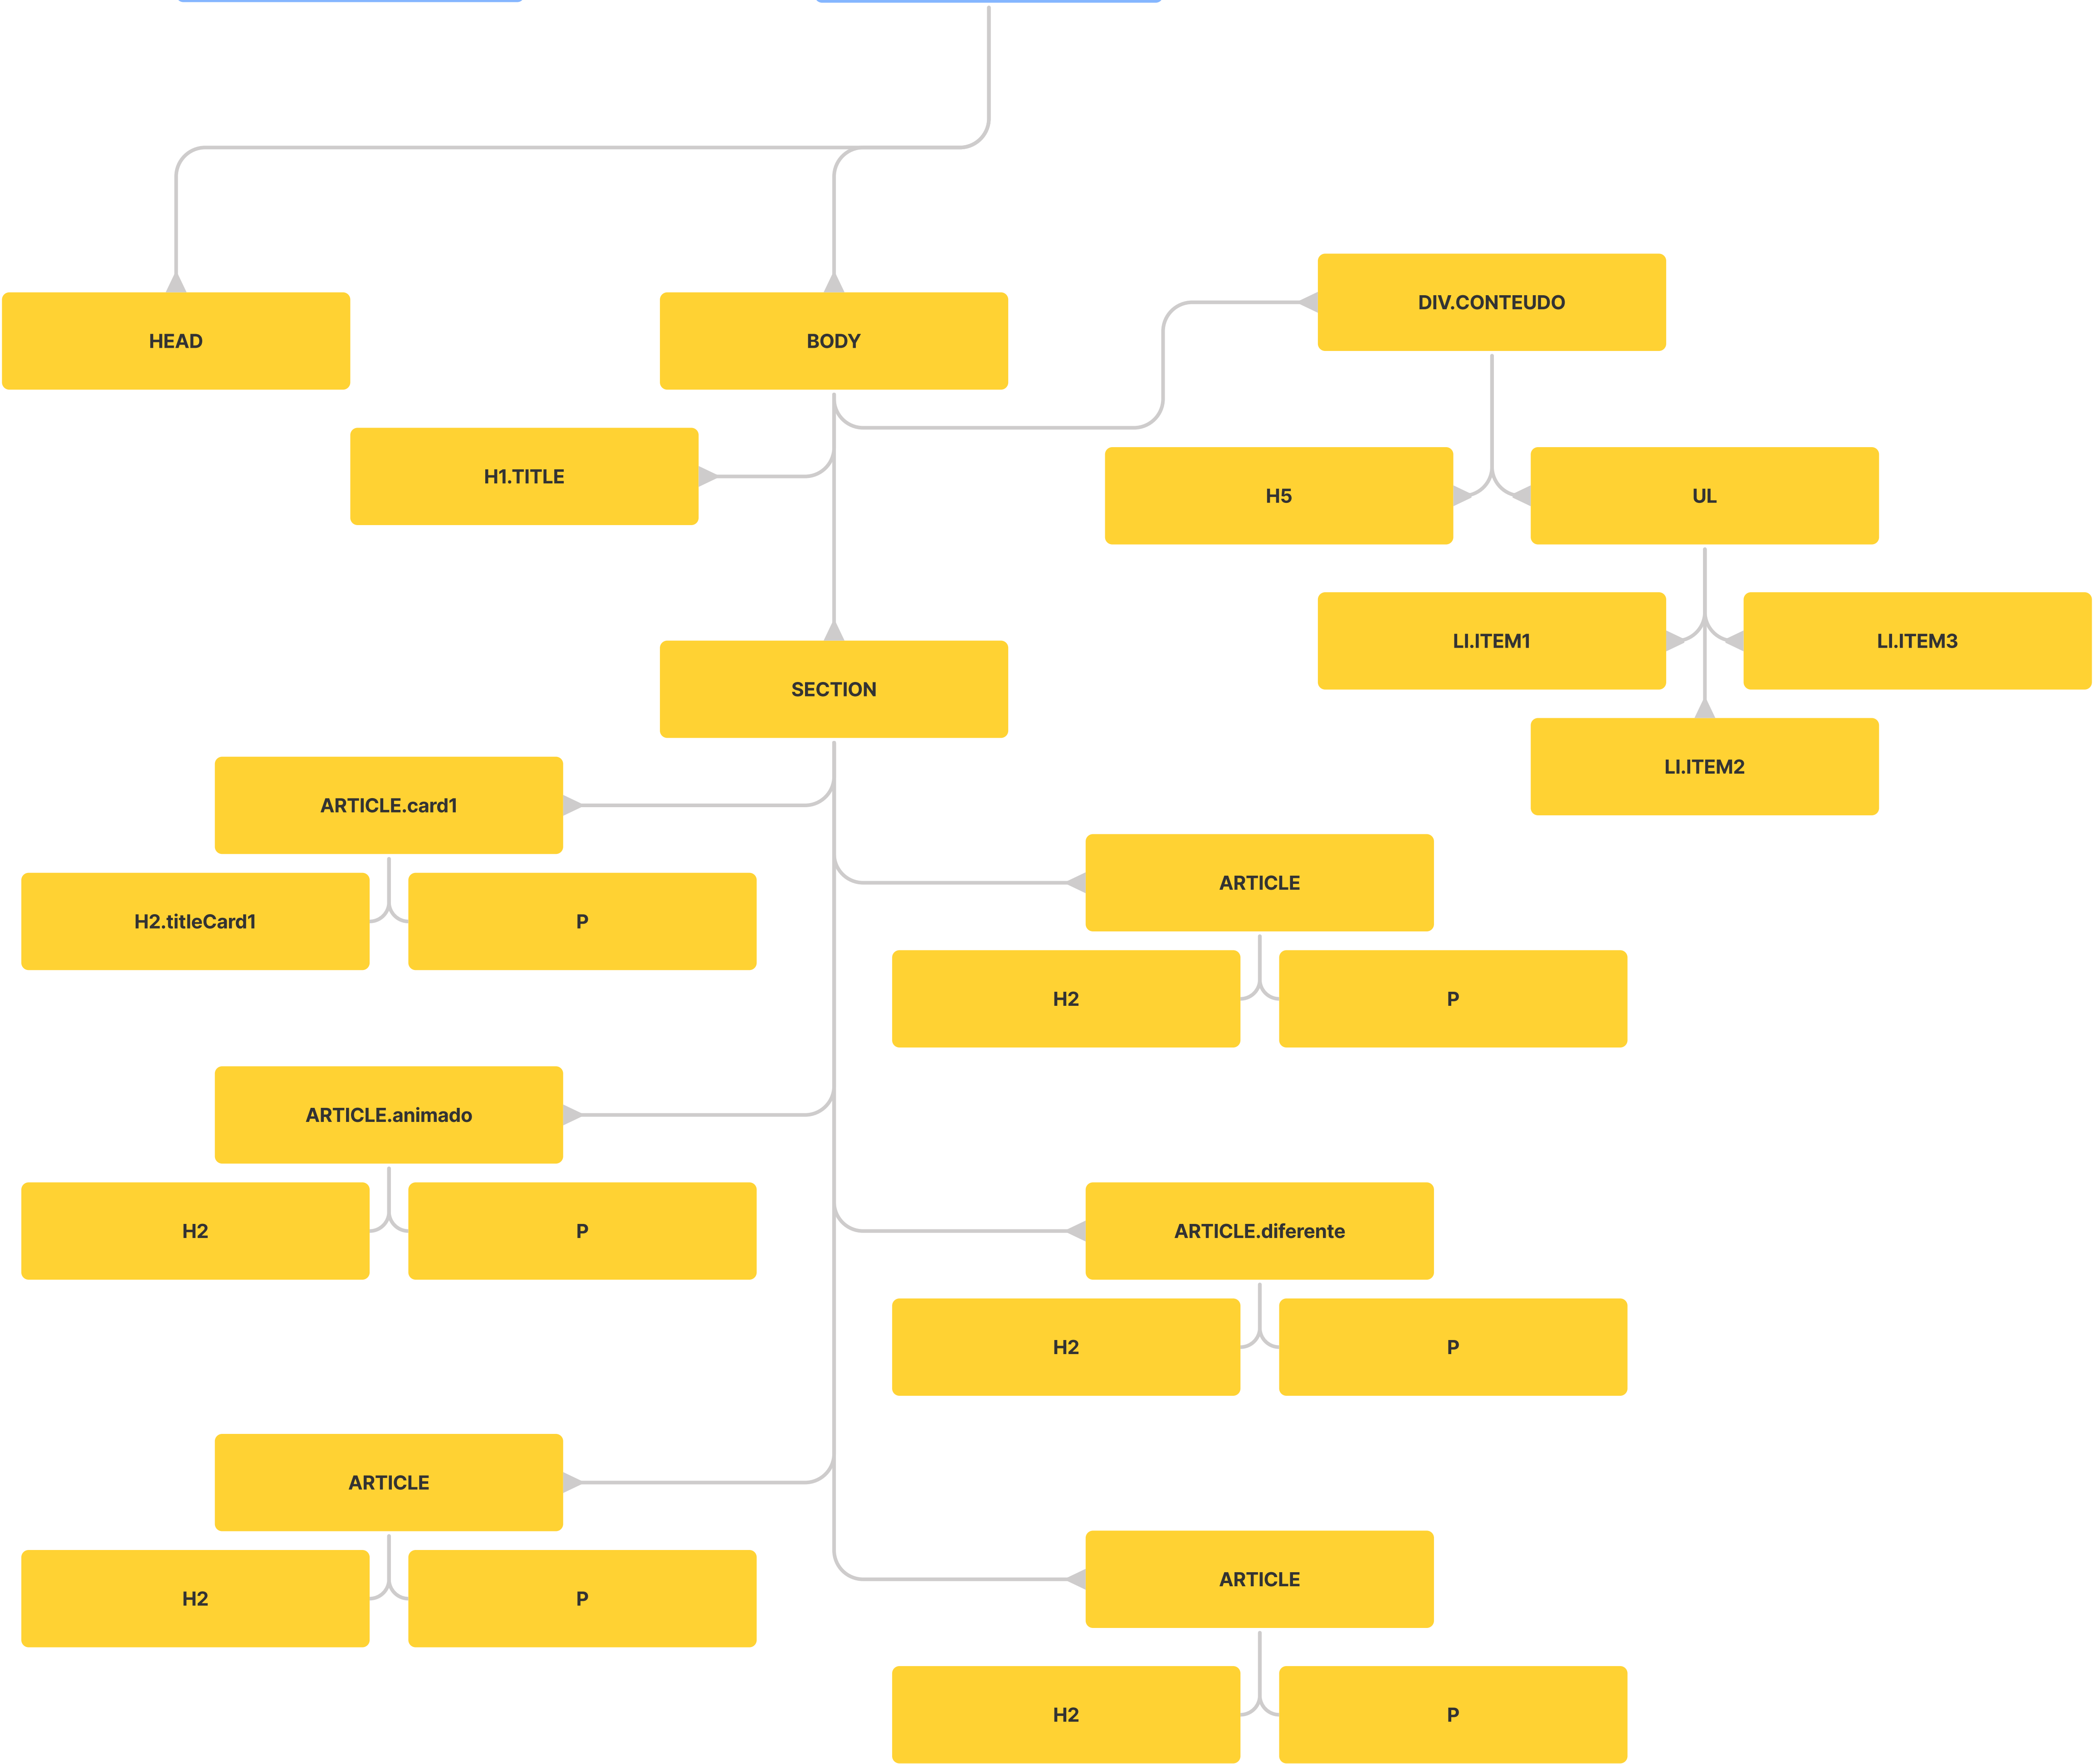 DIV.CONTEUDO
HEAD
BODY
H1.TITLE
H5
UL
LI.ITEM1
LI.ITEM3
SECTION
LI.ITEM2
ARTICLE.card1
ARTICLE
H2.titleCard1
P
H2
P
ARTICLE.animado
H2
P
ARTICLE.diferente
H2
P
ARTICLE
ARTICLE
H2
P
H2
P